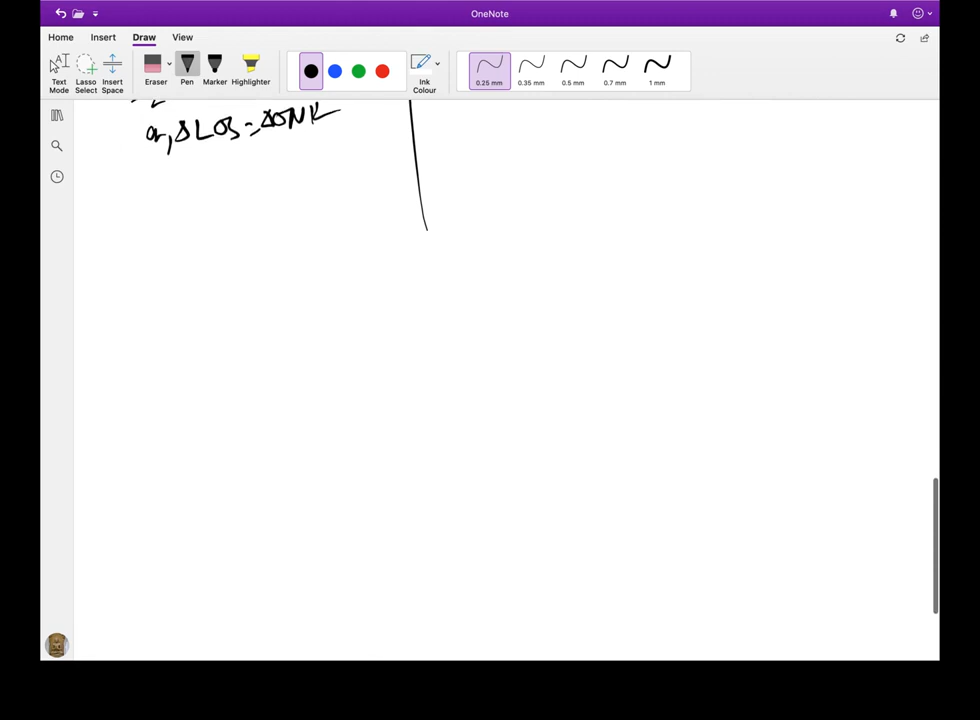 OneNote
Home Insert Draw View
Text Mode
Lasso Select
Insert Space
Eraser
Pen
Marker
Highlighter
Ink Colour
0.25 mm
0.35 mm
0.5 mm
0.7 mm
1 mm
or, ΔLOS = ΔONK